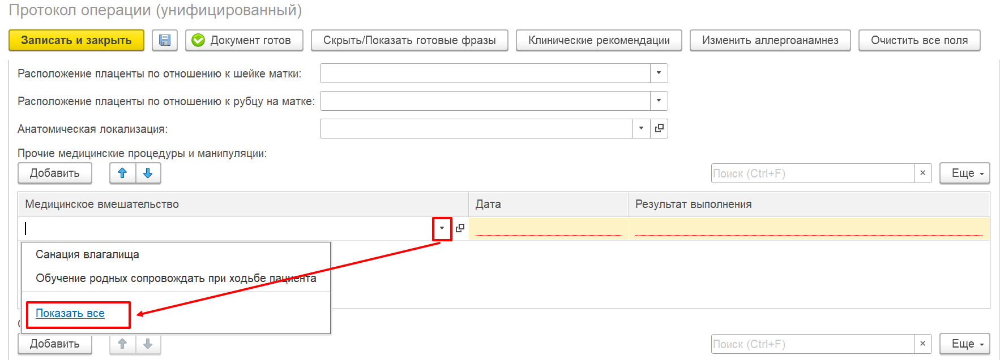 Протокол операции (унифицированный)
Записать и закрыть Документ готов Скрыть/Показать готовые фразы Клинические рекомендации Изменить аллергоанамнез Очистить все поля
Расположение плаценты по отношению к шейке матки:
Расположение плаценты по отношению к рубцу на матке:
Анатомическая локализация:
Прочие медицинские процедуры и манипуляции:
Добавить Поиск (Ctrl+F) × Еще
Медицинское вмешательство Дата Результат выполнения
Санация влагалища
Обучение родных сопровождать при ходьбе пациента
Показать все
Добавить Поиск (Ctrl+F) × Еще